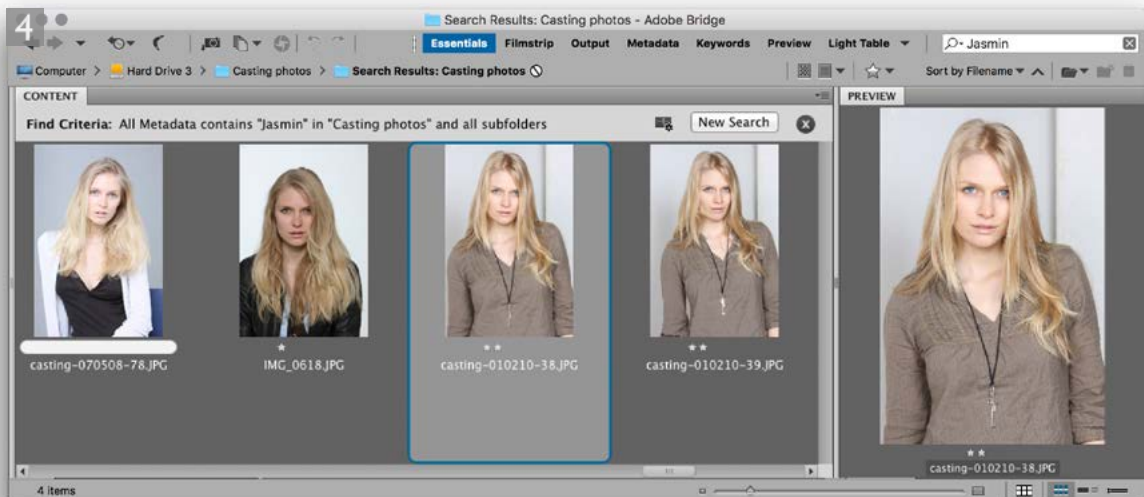 4
Search Results: Casting photos - Adobe Bridge
Essentials Filmstrip Output Metadata Keywords Preview Light Table Jasmin
Computer > Hard Drive 3 > Casting photos > Search Results: Casting photos
Sort by Filename
CONTENT
PREVIEW
Find Criteria: All Metadata contains "Jasmin" in "Casting photos" and all subfolders
New Search
casting-070508-78.JPG
IMG_0618.JPG
casting-010210-38.JPG
casting-010210-39.JPG
casting-010210-38.JPG
4 items